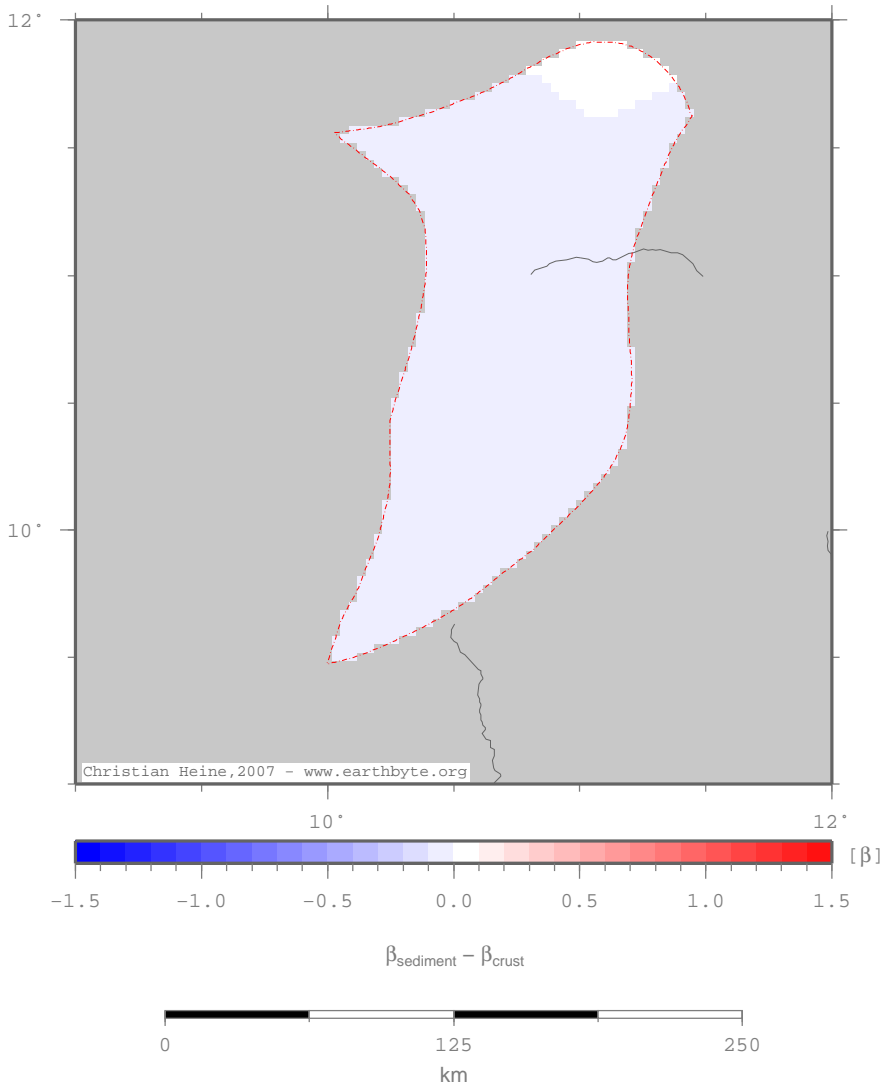 12°
10°
Christian Heine,2007 - www.earthbyte.org
10° 12°
[β]
-1.5 -1.0 -0.5 0.0 0.5 1.0 1.5
βsediment − βcrust
0 125 250
km